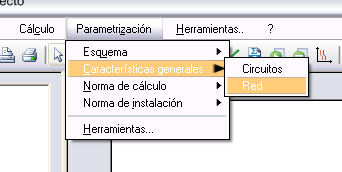 ecto
Cálculo Parametrización Herramientas.. ?
Esquema
Características generales
Norma de cálculo
Norma de instalación
Herramientas...
Circuitos
Red